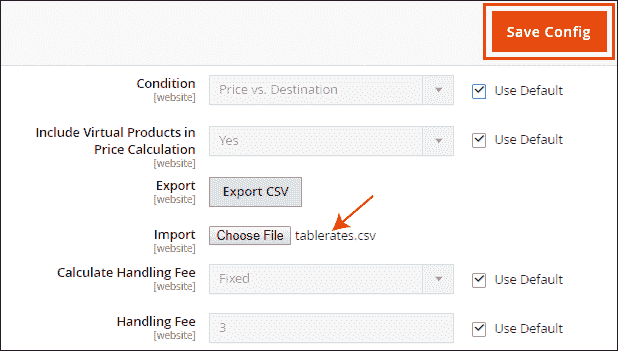 Save Config
Condition
[website]
Price vs. Destination
Use Default
Include Virtual Products in
Price Calculation
[website]
Yes
Use Default
Export
[website]
Export CSV
Import
[website]
Choose File tablerates.csv
Calculate Handling Fee
[website]
Fixed
Use Default
Handling Fee
[website]
3
Use Default